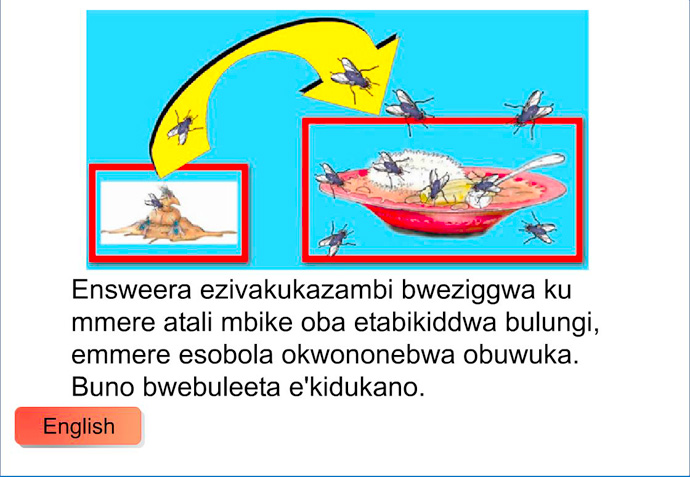 Ensweera ezivakukazambi bweziggwa ku
mmere atali mbike oba etabikiddwa bulungi,
emmere esobola okwononebwa obuwuka.
Buno bwebuleeta e'kidukano.
English